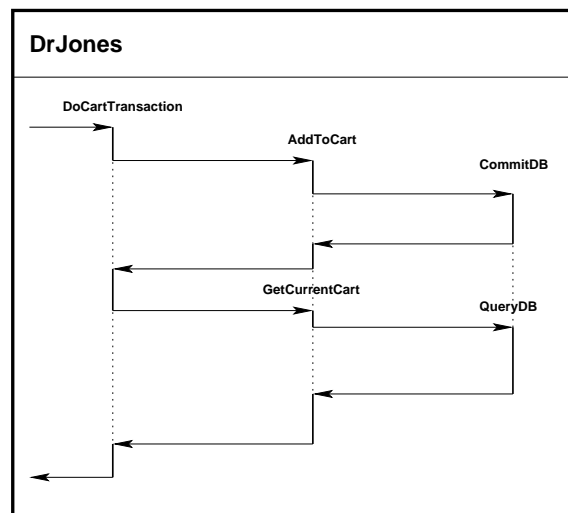 DrJones
DoCartTransaction
AddToCart
CommitDB
GetCurrentCart
QueryDB